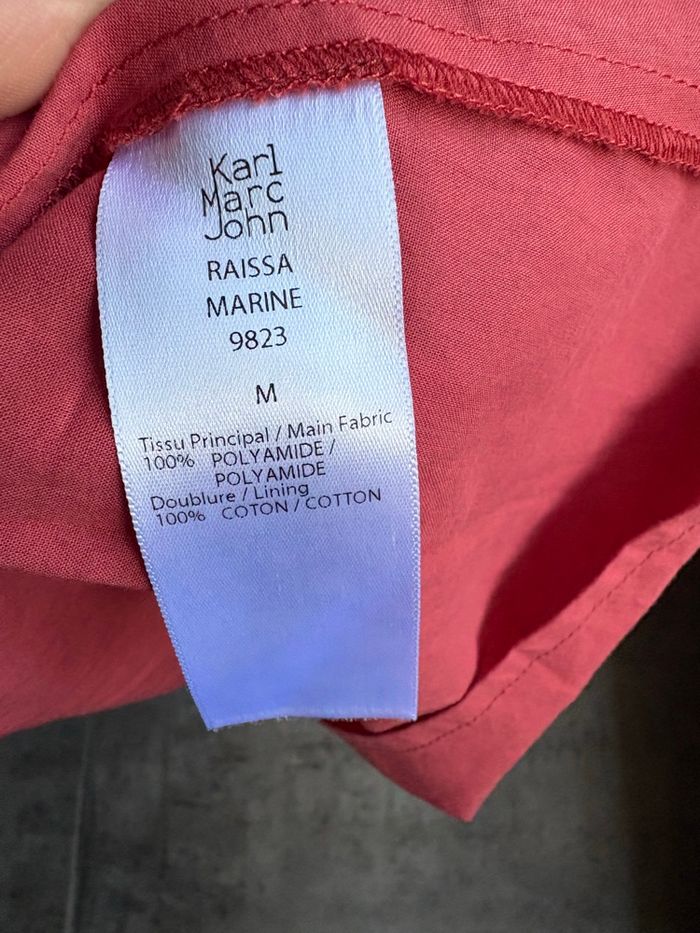 Karl
Marc
John
RAISSA
MARINE
9823
M
Tissu Principal / Main Fabric
100% POLYAMIDE /
POLYAMIDE
Doublure / Lining
100% COTON / COTTON